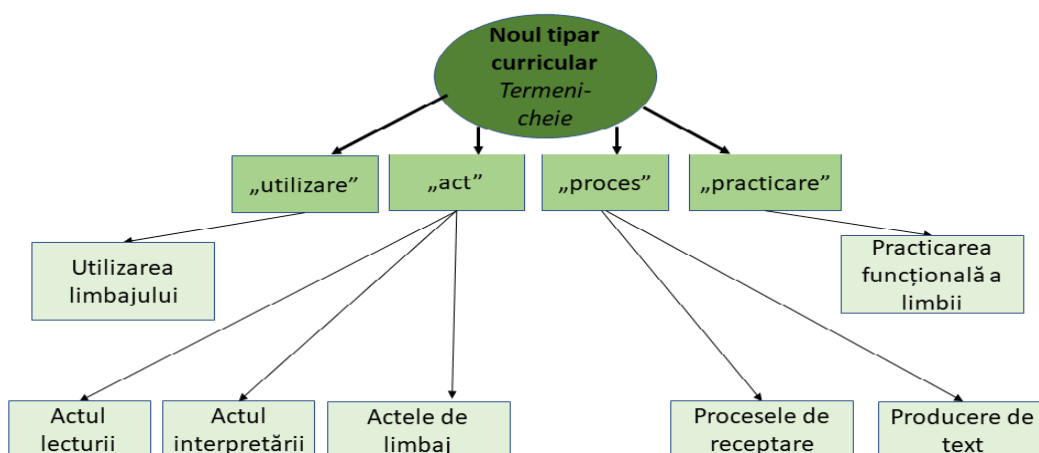 Noul tipar
curricular
Termeni-
cheie
„utilizare”
„act”
„proces”
„practicare”
Utilizarea
limbajului
Practicarea
funcțională a
limbii
Actul
lecturii
Actul
interpretării
Actele de
limbaj
Procesele de
receptare
Producere de
text